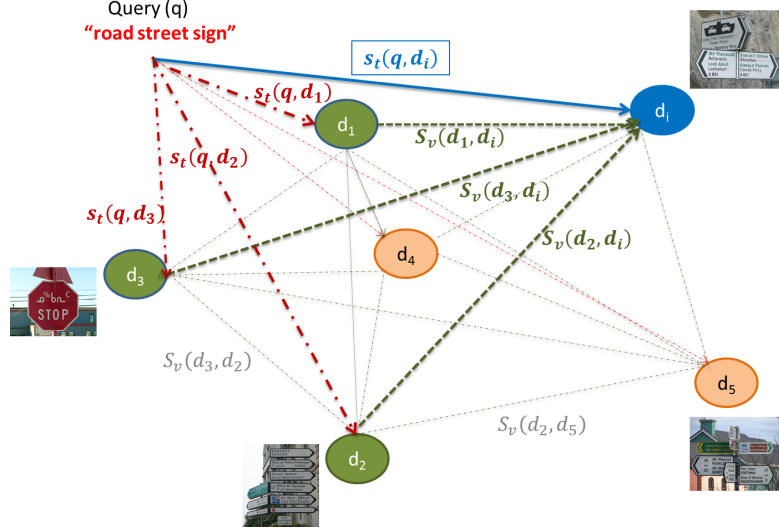 Query (q)
"road street sign"
s_t(q, d_i)
s_t(q, d_1)
d_i
d_1
S_v(d_1, d_i)
s_t(q, d_2)
S_v(d_3, d_i)
s_t(q, d_3)
S_v(d_2, d_i)
d_4
d_3
STOP
S_v(d_3, d_2)
d_5
S_v(d_2, d_5)
d_2